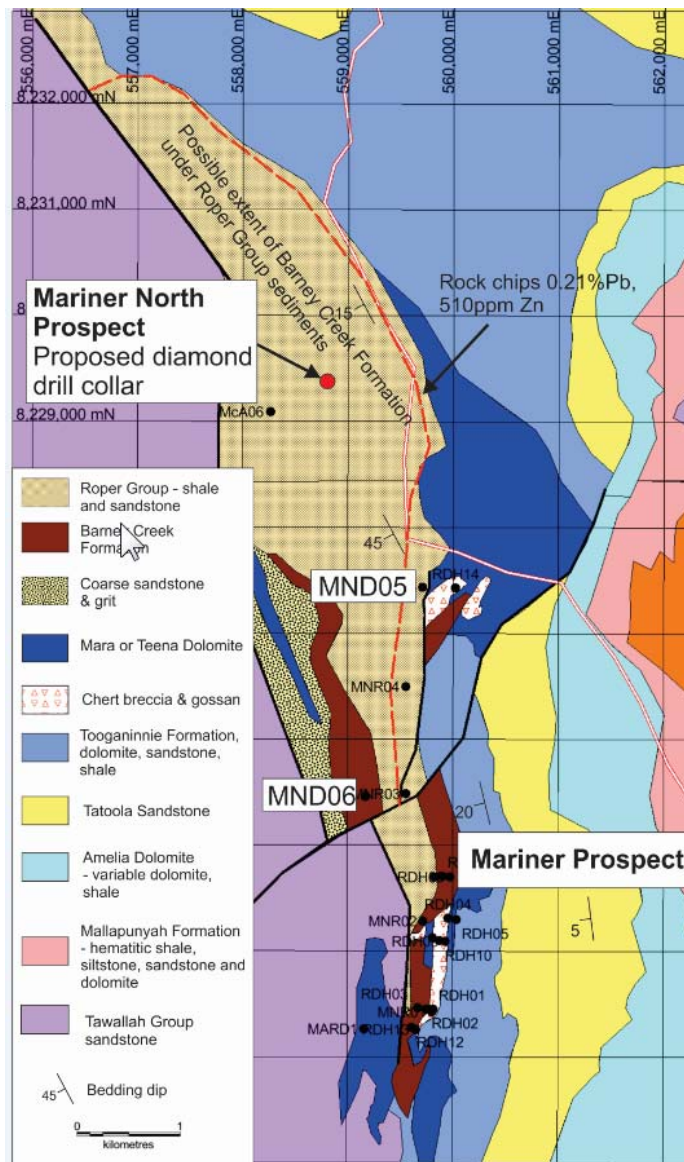 556,000 mE
557,000 mE
558,000 mE
559,000 mE
560,000 mE
561,000 mE
562,000 mE
8,232,000 mN
8,231,000 mN
Possible extent of Barney Creek Formation
under Roper Group sediments
15
Rock chips 0.21%Pb,
510ppm Zn
Mariner North
Prospect
Proposed diamond
drill collar
McA06
8,229,000 mN
45
MND05
RDH14
MNR04
MND06
20
Mariner Prospect
RDH04
MNR02
RDH05
RDH10
RDH03
RDH01
RDH02
MARD1
RDH12
5
Roper Group - shale
and sandstone
Creek
Coarse sandstone
& grit
Mara or Teena Dolomite
Chert breccia & gossan
Tooganinnie Formation,
dolomite, sandstone,
shale
Tatoola Sandstone
Amelia Dolomite
- variable dolomite,
shale
Mallapunyah Formation
- hematitic shale,
siltstone, sandstone and
dolomite
Tawallah Group
sandstone
45
Bedding dip
0
1
kilometres